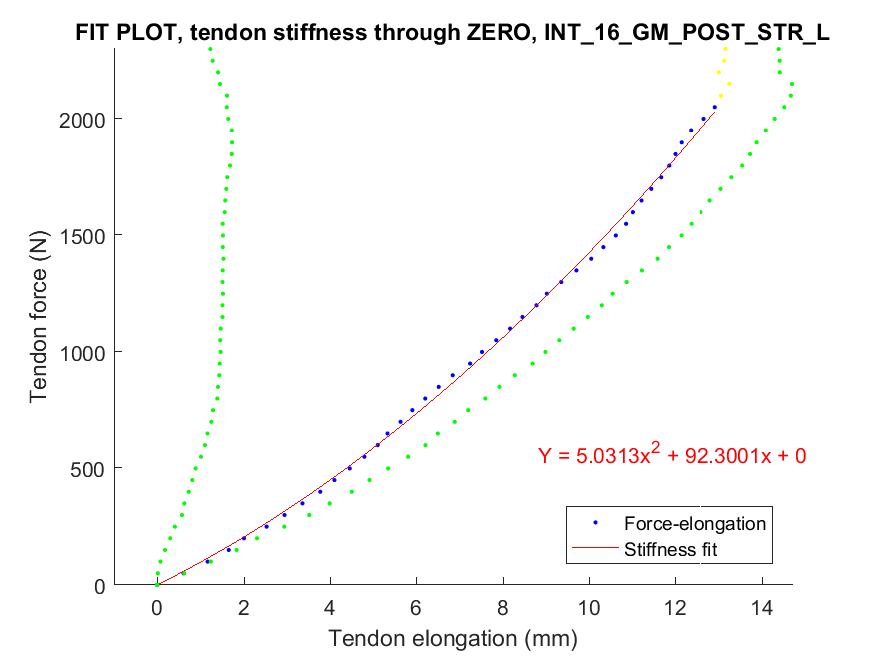 FIT PLOT, tendon stiffness through ZERO, INT_16_GM_POST_STR_L
Tendon force (N)
2000
1500
1000
500
0
Y = 5.0313x² + 92.3001x + 0
Force-elongation
Stiffness fit
0 2 4 6 8 10 12 14
Tendon elongation (mm)